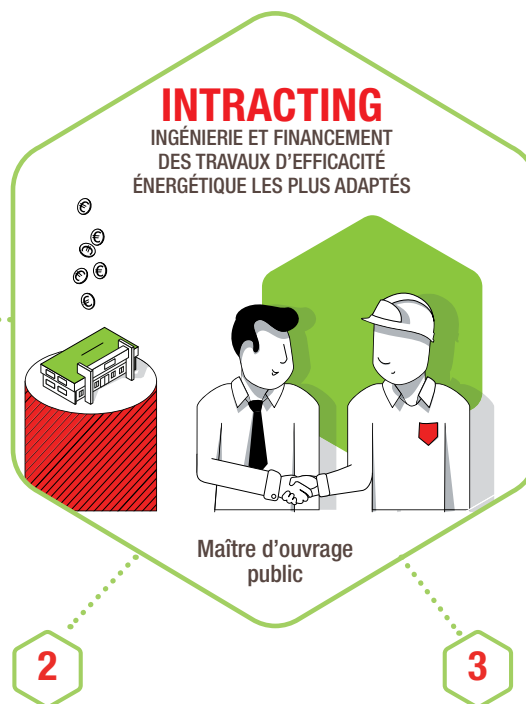 INTRACTING
INGÉNIERIE ET FINANCEMENT
DES TRAVAUX D'EFFICACITÉ
ÉNERGÉTIQUE LES PLUS ADAPTÉS
€
€
€
€
€
€
Maître d'ouvrage
public
2
3